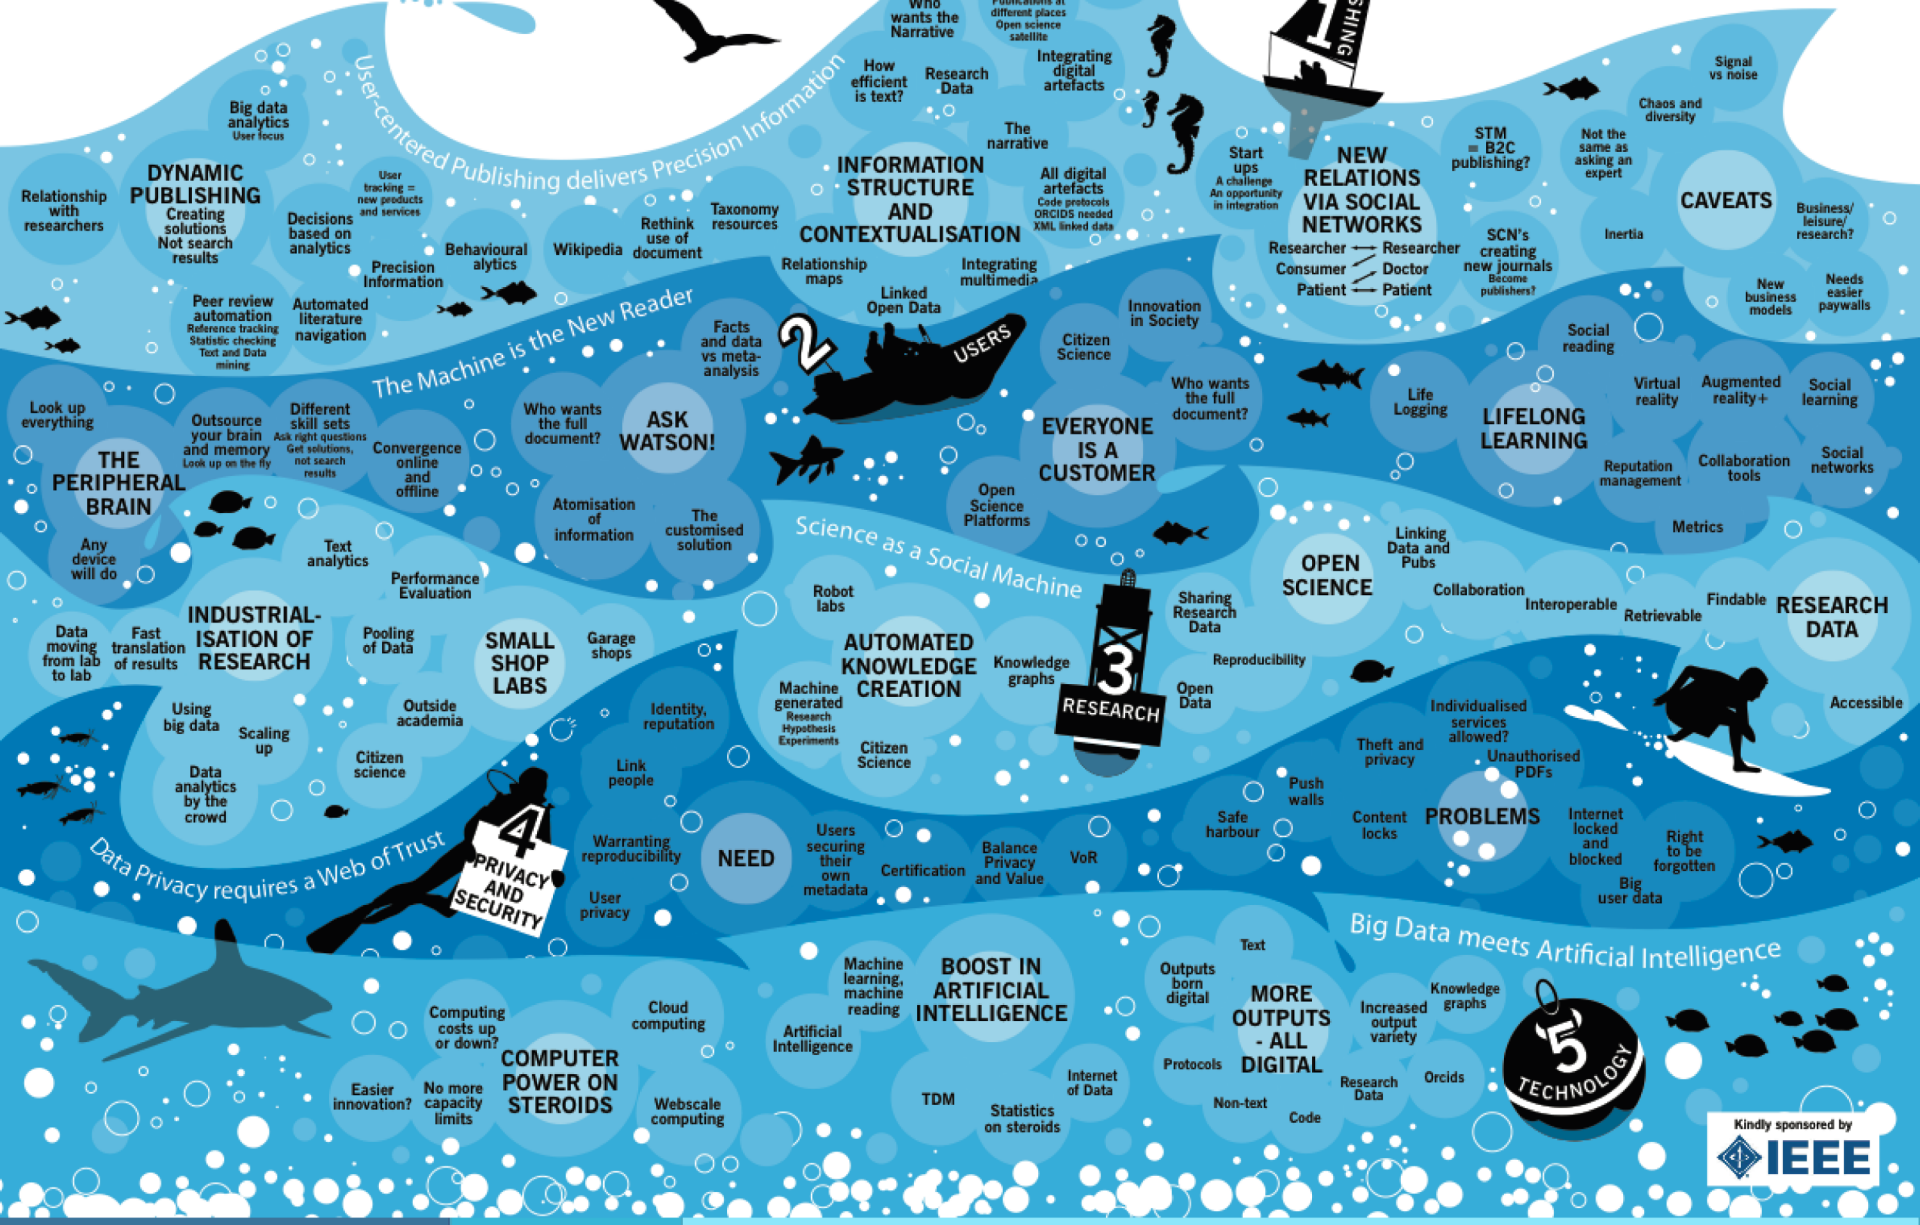 Who
wants the
Narrative
Publications at
different places
Open science
satellite
How
efficient
is text?
Research
Data
Integrating
digital
artefacts
The
narrative
INFORMATION
STRUCTURE
AND
CONTEXTUALISATION
All digital
artefacts
Code protocols
ORCIDS needed
XML linked data
Taxonomy
resources
Rethink
use of
document
Wikipedia
Relationship
maps
Integrating
multimedia
Linked
Open Data
User-centered Publishing delivers Precision Information
Big data
analytics
User focus
DYNAMIC
PUBLISHING
Creating
solutions
Not search
results
Relationship
with
researchers
User
tracking =
new products
and services
Decisions
based on
analytics
Behavioural
alytics
Precision
Information
Peer review
automation
Reference tracking
Statistic checking
Text and Data
mining
Automated
literature
navigation
1
SHING
Start
ups
A challenge
An opportunity
in integration
NEW
RELATIONS
VIA SOCIAL
NETWORKS
Researcher ⟷ Researcher
Consumer Doctor
Patient ⟷ Patient
STM
= B2C
publishing?
SCN's
creating
new journals
Become
publishers?
Signal
vs noise
Chaos and
diversity
Not the
same as
asking an
expert
CAVEATS
Inertia
Business/
leisure/
research?
New
business
models
Needs
easier
paywalls
The Machine is the New Reader
2
USERS
Look up
everything
THE
PERIPHERAL
BRAIN
Any
device
will do
Outsource
your brain
and memory
Look up on the fly
Different
skill sets
Ask right questions
Get solutions,
not search
results
Convergence
online
and
offline
Who wants
the full
document?
ASK
WATSON!
Facts
and data
vs meta-
analysis
Atomisation
of
information
The
customised
solution
Citizen
Science
Innovation
in Society
EVERYONE
IS A
CUSTOMER
Who wants
the full
document?
Open
Science
Platforms
Life
Logging
LIFELONG
LEARNING
Social
reading
Virtual
reality
Augmented
reality+
Social
learning
Reputation
management
Collaboration
tools
Social
networks
Metrics
Science as a Social Machine
3
RESEARCH
Text
analytics
Performance
Evaluation
INDUSTRIAL-
ISATION OF
RESEARCH
Data
moving
from lab
to lab
Fast
translation
of results
Pooling
of Data
Using
big data
Scaling
up
Data
analytics
by the
crowd
SMALL
SHOP
LABS
Garage
shops
Outside
academia
Citizen
science
Robot
labs
AUTOMATED
KNOWLEDGE
CREATION
Knowledge
graphs
Machine
generated
Research
Hypothesis
Experiments
Citizen
Science
OPEN
SCIENCE
Linking
Data and
Pubs
Collaboration
Sharing
Research
Data
Reproducibility
Open
Data
Interoperable
Retrievable
Findable
RESEARCH
DATA
Accessible
Data Privacy requires a Web of Trust
4
PRIVACY
AND
SECURITY
Identity,
reputation
Link
people
Warranting
reproducibility
User
privacy
NEED
Users
securing
their
own
metadata
Certification
Balance
Privacy
and Value
VoR
Individualised
services
allowed?
Theft and
privacy
Unauthorised
PDFs
Push
walls
Safe
harbour
Content
locks
PROBLEMS
Internet
locked
and
blocked
Right
to be
forgotten
Big
user data
Big Data meets Artificial Intelligence
5
TECHNOLOGY
Computing
costs up
or down?
Cloud
computing
COMPUTER
POWER ON
STEROIDS
Easier
innovation?
No more
capacity
limits
Webscale
computing
Machine
learning,
machine
reading
BOOST IN
ARTIFICIAL
INTELLIGENCE
Artificial
Intelligence
TDM
Statistics
on steroids
Internet
of Data
Text
Outputs
born
digital
MORE
OUTPUTS
- ALL
DIGITAL
Increased
output
variety
Knowledge
graphs
Protocols
Non-text
Code
Research
Data
Orcids
Kindly sponsored by
IEEE